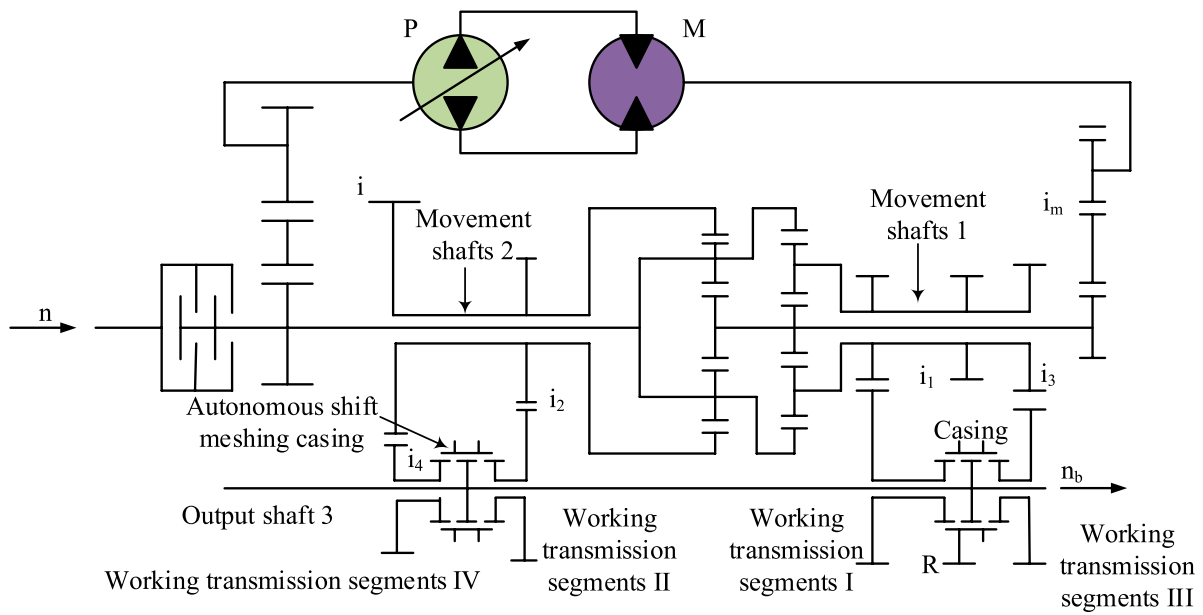 P
M
i
Movement
shafts 2
Movement
shafts 1
i_m
n
Autonomous shift
meshing casing
i_4
i_2
i_1
i_3
Casing
n_b
Output shaft 3
Working
transmission
segments II
Working
transmission
segments I
R
Working
transmission
segments III
Working transmission segments IV